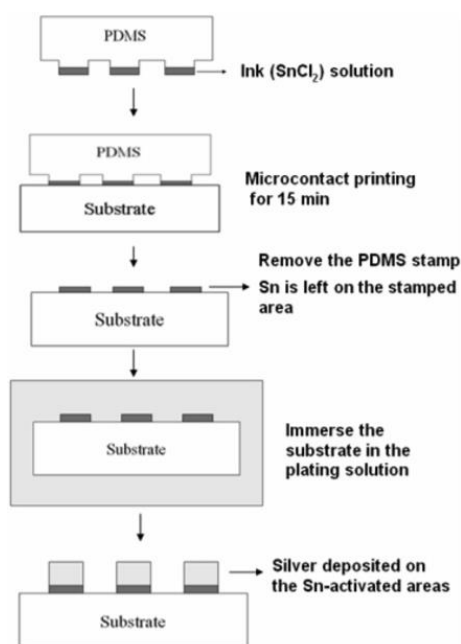 PDMS
Ink (SnCl₂) solution
PDMS
Substrate
Microcontact printing
for 15 min
Remove the PDMS stamp
Sn is left on the stamped
area
Substrate
Substrate
Immerse the
substrate in the
plating solution
Silver deposited on
the Sn-activated areas
Substrate